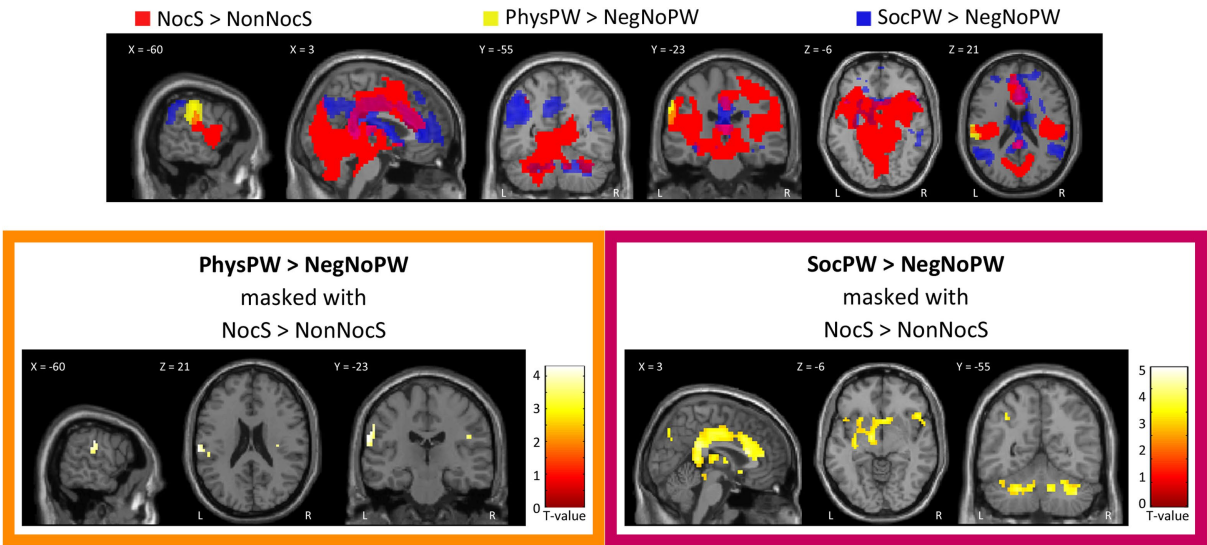 NocS > NonNocS PhysPW > NegNoPW SocPW > NegNoPW
X = -60 X = 3 Y = -55 Y = -23 Z = -6 Z = 21
L R L R L R L R
PhysPW > NegNoPW
masked with
NocS > NonNocS
X = -60 Z = 21 Y = -23
4
3
2
1
0
L R L R T-value
SocPW > NegNoPW
masked with
NocS > NonNocS
X = 3 Z = -6 Y = -55
5
4
3
2
1
0
L R L R T-value